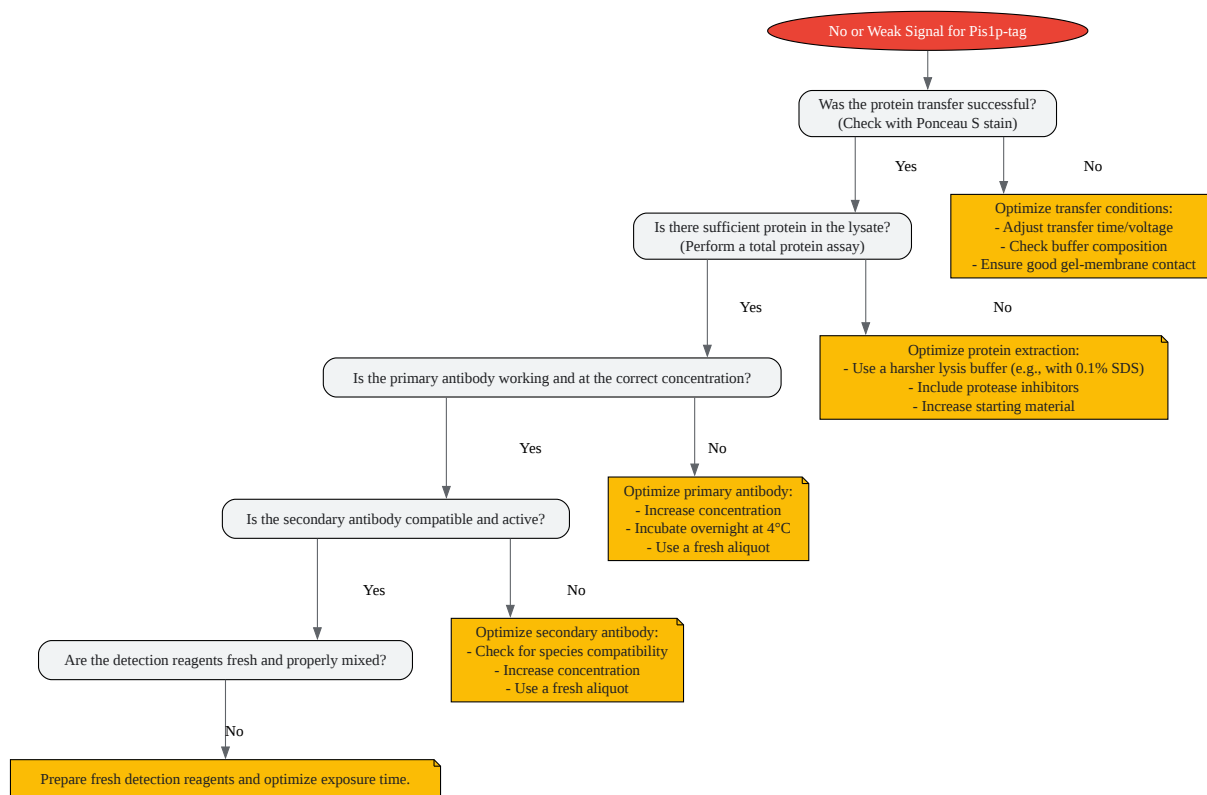 No or Weak Signal for Pis1p-tag
Was the protein transfer successful?
(Check with Ponceau S stain)
Yes
No
Optimize transfer conditions:
- Adjust transfer time/voltage
- Check buffer composition
- Ensure good gel-membrane contact
Is there sufficient protein in the lysate?
(Perform a total protein assay)
Yes
No
Optimize protein extraction:
- Use a harsher lysis buffer (e.g., with 0.1% SDS)
- Include protease inhibitors
- Increase starting material
Is the primary antibody working and at the correct concentration?
Yes
No
Optimize primary antibody:
- Increase concentration
- Incubate overnight at 4°C
- Use a fresh aliquot
Is the secondary antibody compatible and active?
Yes
No
Optimize secondary antibody:
- Check for species compatibility
- Increase concentration
- Use a fresh aliquot
Are the detection reagents fresh and properly mixed?
No
Prepare fresh detection reagents and optimize exposure time.